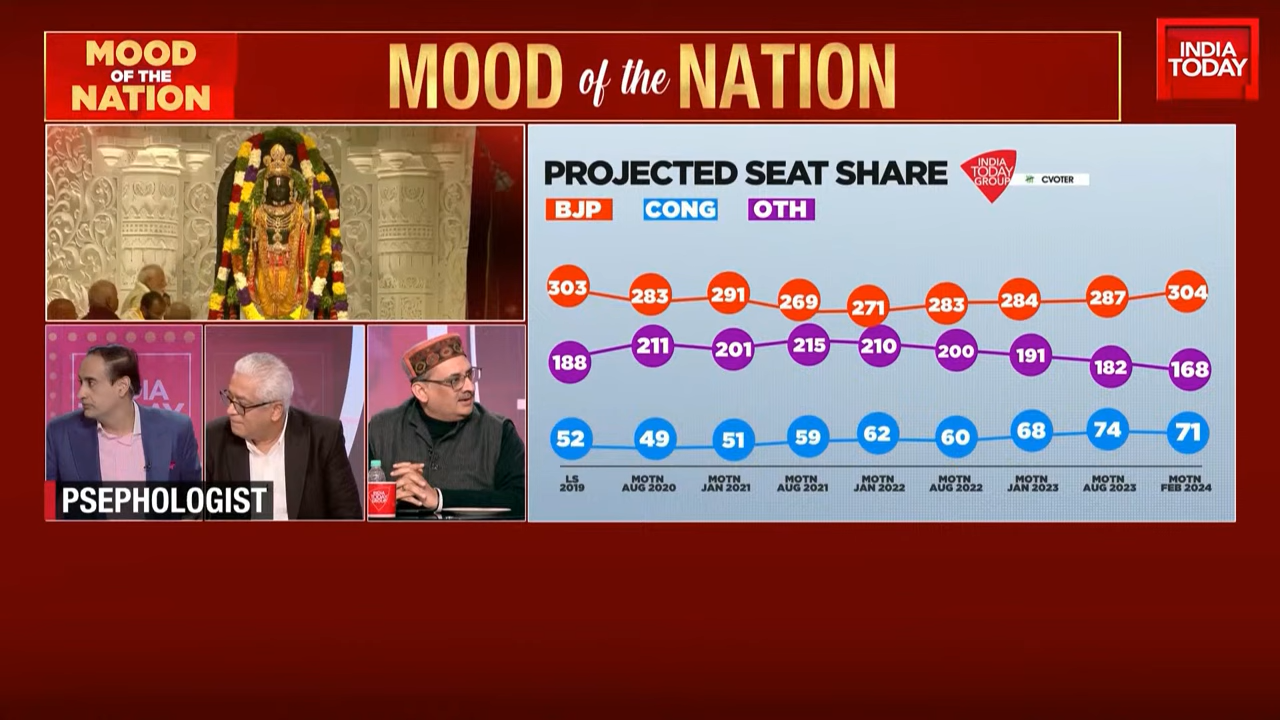 MOOD
OF THE
NATION
MOOD of the NATION
INDIA
TODAY
PROJECTED SEAT SHARE
INDIA
TODAY
GROUP
CVOTER
BJP CONG OTH
303 283 291 269 271 283 284 287 304
188 211 201 215 210 200 191 182 168
52 49 51 59 62 60 68 74 71
LS
2019
MOTN
AUG 2020
MOTN
JAN 2021
MOTN
AUG 2021
MOTN
JAN 2022
MOTN
AUG 2022
MOTN
JAN 2023
MOTN
AUG 2023
MOTN
FEB 2024
PSEPHOLOGIST